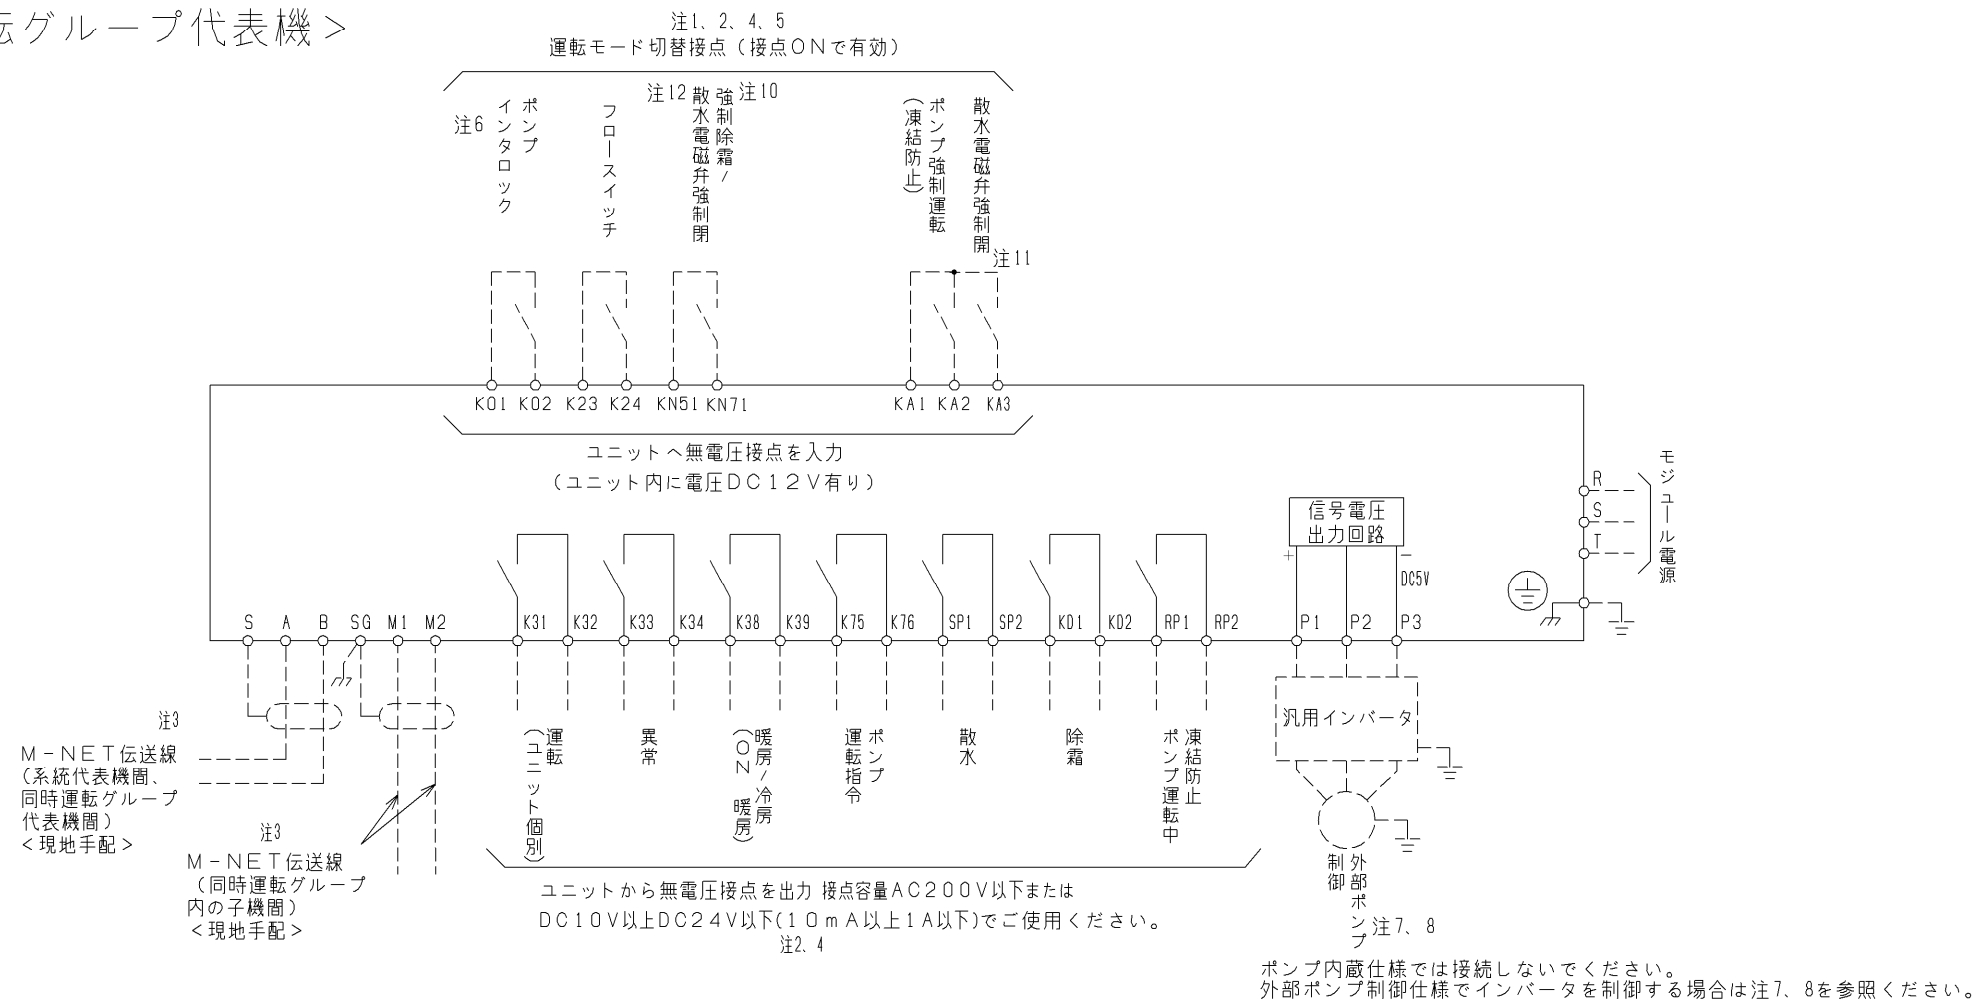 転グループ代表機＞
注1、2、4、5
運転モード切替接点（接点ＯＮで有効）
注6
ポンプ
インタロック
フロースイッチ
注12
強制除霜/
散水電磁弁強制閉
注10
ポンプ強制運転
（凍結防止）
散水電磁弁強制開
注11
K01 K02 K23 K24 KN51 KN71 KA1 KA2 KA3
ユニットへ無電圧接点を入力
（ユニット内に電圧ＤＣ１２Ｖ有り）
R
S
T
モジュール電源
信号電圧
出力回路
+ −
DC5V
S A B SG M1 M2 K31 K32 K33 K34 K38 K39 K75 K76 SP1 SP2 KD1 KD2 RP1 RP2 P1 P2 P3
注3
Ｍ－ＮＥＴ伝送線
（系統代表機間、
同時運転グループ
代表機間）
＜現地手配＞
注3
Ｍ－ＮＥＴ伝送線
（同時運転グループ
内の子機間）
＜現地手配＞
運転
（ユニット個別）
異常
暖房/冷房
（ＯＮ 暖房）
ポンプ
運転指令
散水
除霜
凍結防止
ポンプ運転中
汎用インバータ
外部ポンプ
制御
注7、8
ユニットから無電圧接点を出力 接点容量ＡＣ２００Ｖ以下または
ＤＣ１０Ｖ以上ＤＣ２４Ｖ以下(１０ｍＡ以上１Ａ以下)でご使用ください。
注2、4
ポンプ内蔵仕様では接続しないでください。
外部ポンプ制御仕様でインバータを制御する場合は注7、8を参照ください。